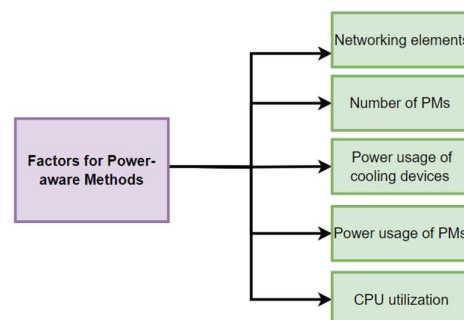 Networking elements
Number of PMs
Factors for Power-
aware Methods
Power usage of
cooling devices
Power usage of PMs
CPU utilization